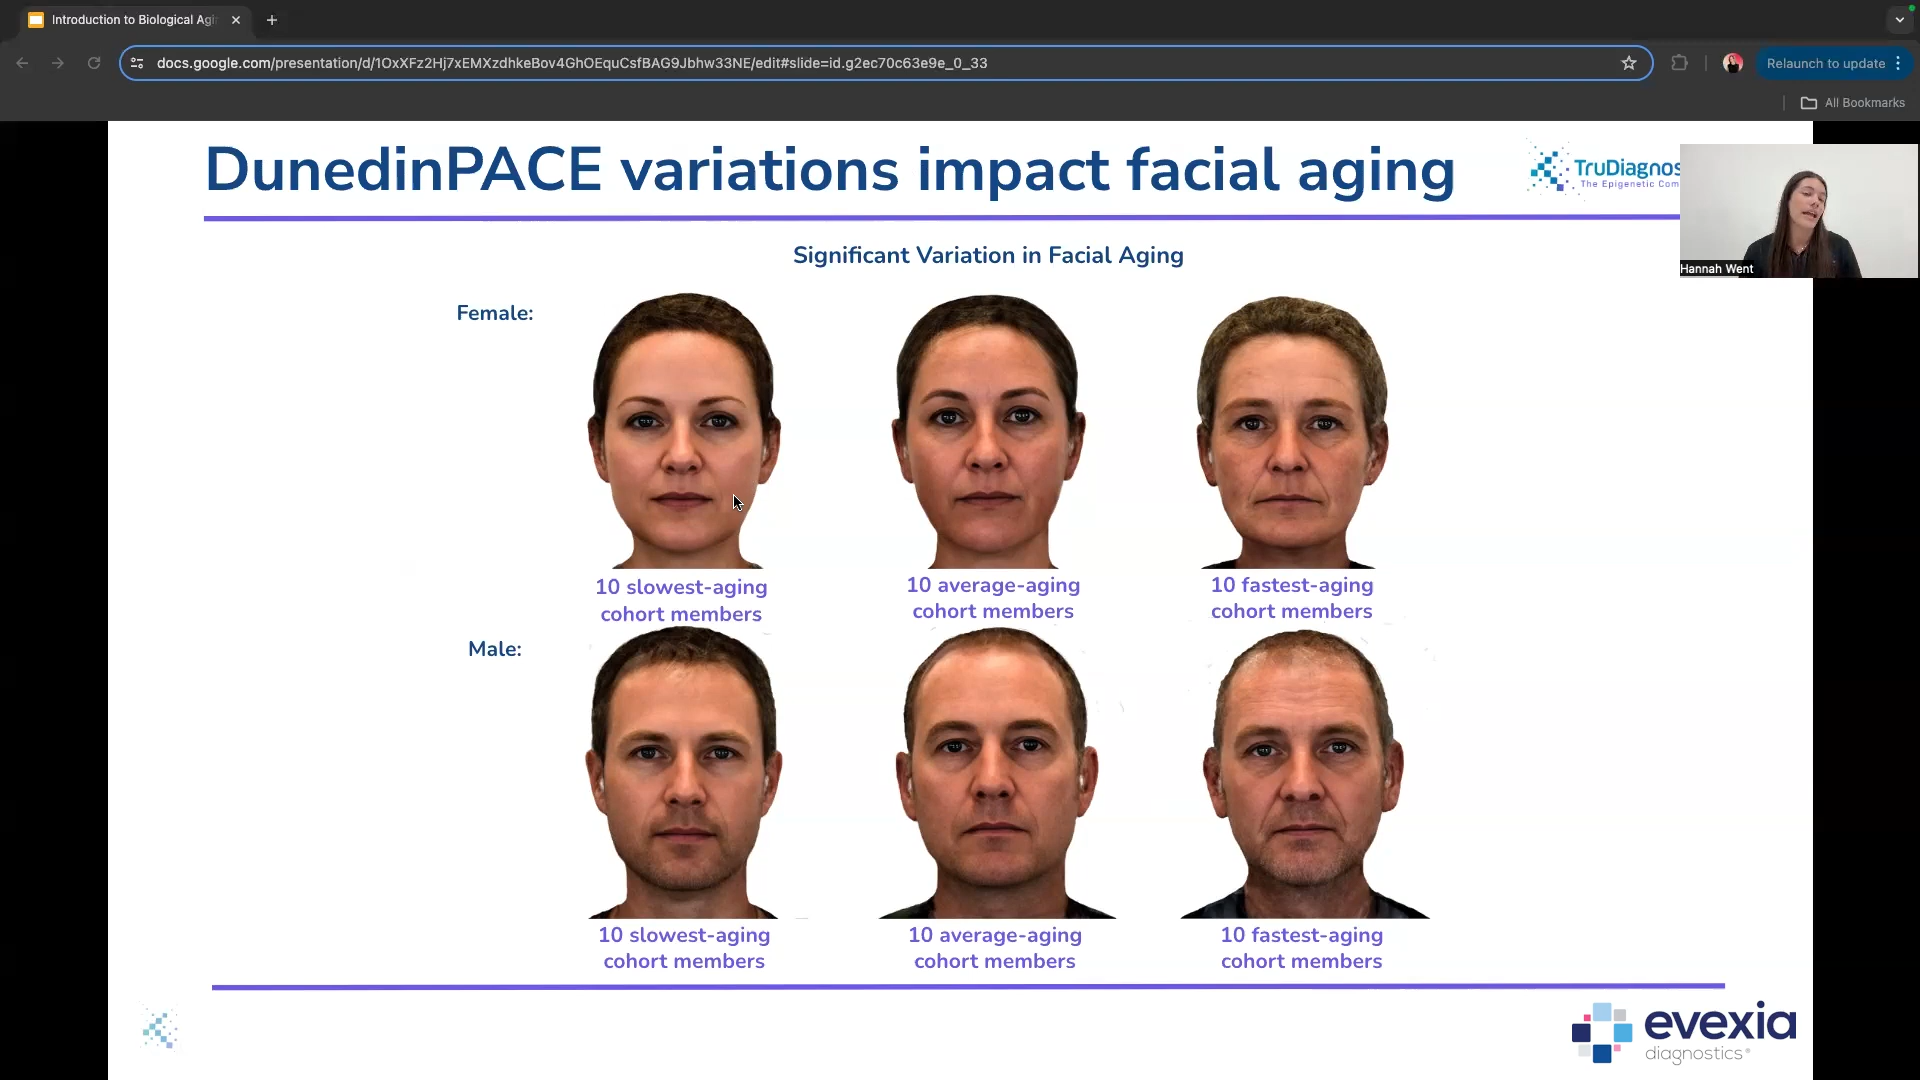 Introduction to Biological Agi
docs.google.com/presentation/d/1OxXFz2Hj7xEMXzdhkeBov4GhOEquCsfBAG9Jbhw33NE/edit#slide=id.g2ec70c63e9e_0_33
Relaunch to update
All Bookmarks
DunedinPACE variations impact facial aging
TruDiagnos
The Epigenetic Com
Hannah Went
Significant Variation in Facial Aging
Female:
10 slowest-aging
cohort members
10 average-aging
cohort members
10 fastest-aging
cohort members
Male:
10 slowest-aging
cohort members
10 average-aging
cohort members
10 fastest-aging
cohort members
evexia
diagnostics®